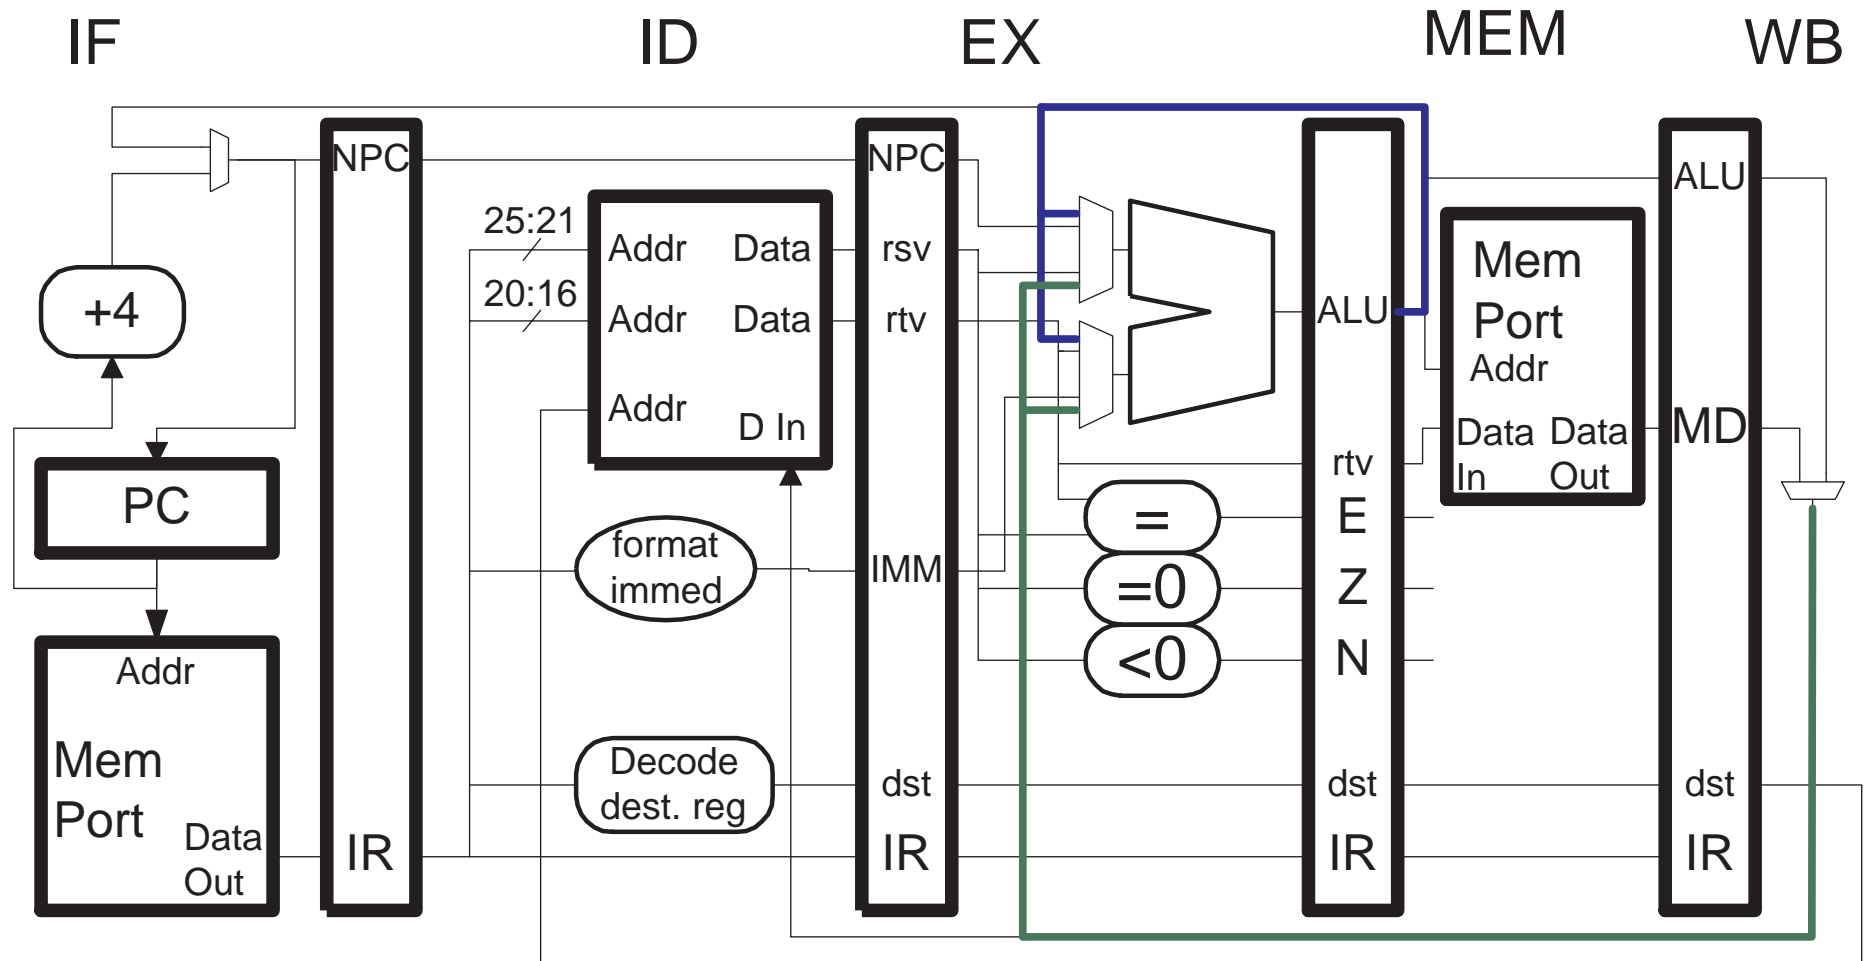 IF
ID
EX
MEM
WB
NPC
NPC
ALU
25:21
Addr
Data
rsv
20:16
Addr
Data
rtv
Addr
D In
+4
PC
Addr
Mem
Port
Data
Out
IR
format
immed
IMM
Decode
dest. reg
dst
IR
=
=0
<0
ALU
rtv
E
Z
N
dst
IR
Mem
Port
Addr
Data
In
Data
Out
MD
dst
IR